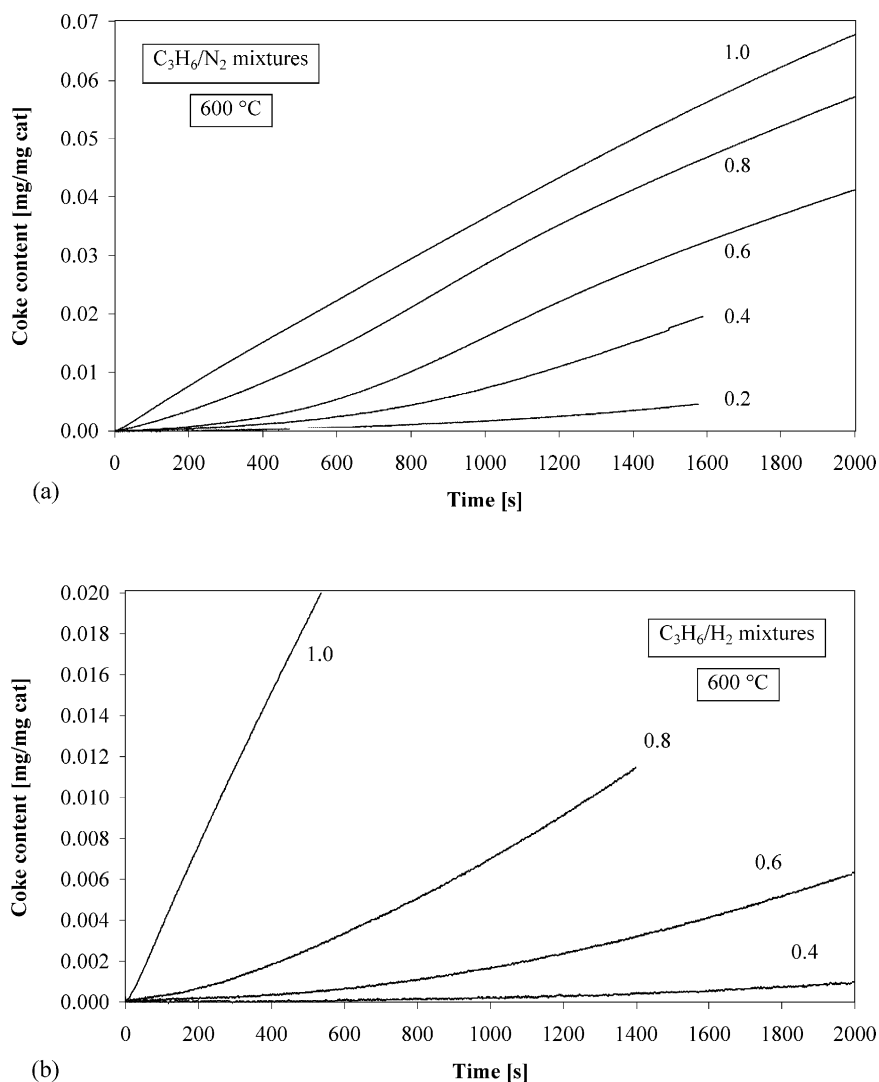 C₃H₆/N₂ mixtures
600 °C
Coke content [mg/mg cat]
0.07
0.06
0.05
0.04
0.03
0.02
0.01
0.00
1.0
0.8
0.6
0.4
0.2
0 200 400 600 800 1000 1200 1400 1600 1800 2000
Time [s]
(a)
C₃H₆/H₂ mixtures
600 °C
Coke content [mg/mg cat]
0.020
0.018
0.016
0.014
0.012
0.010
0.008
0.006
0.004
0.002
0.000
1.0
0.8
0.6
0.4
0 200 400 600 800 1000 1200 1400 1600 1800 2000
Time [s]
(b)